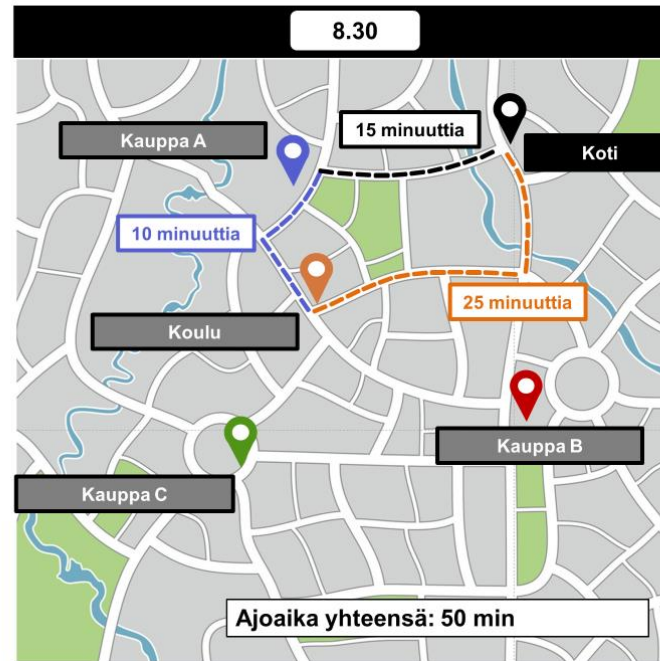 8.30
Kauppa A
15 minuuttia
Koti
10 minuuttia
25 minuuttia
Koulu
Kauppa B
Kauppa C
Ajoaika yhteensä: 50 min